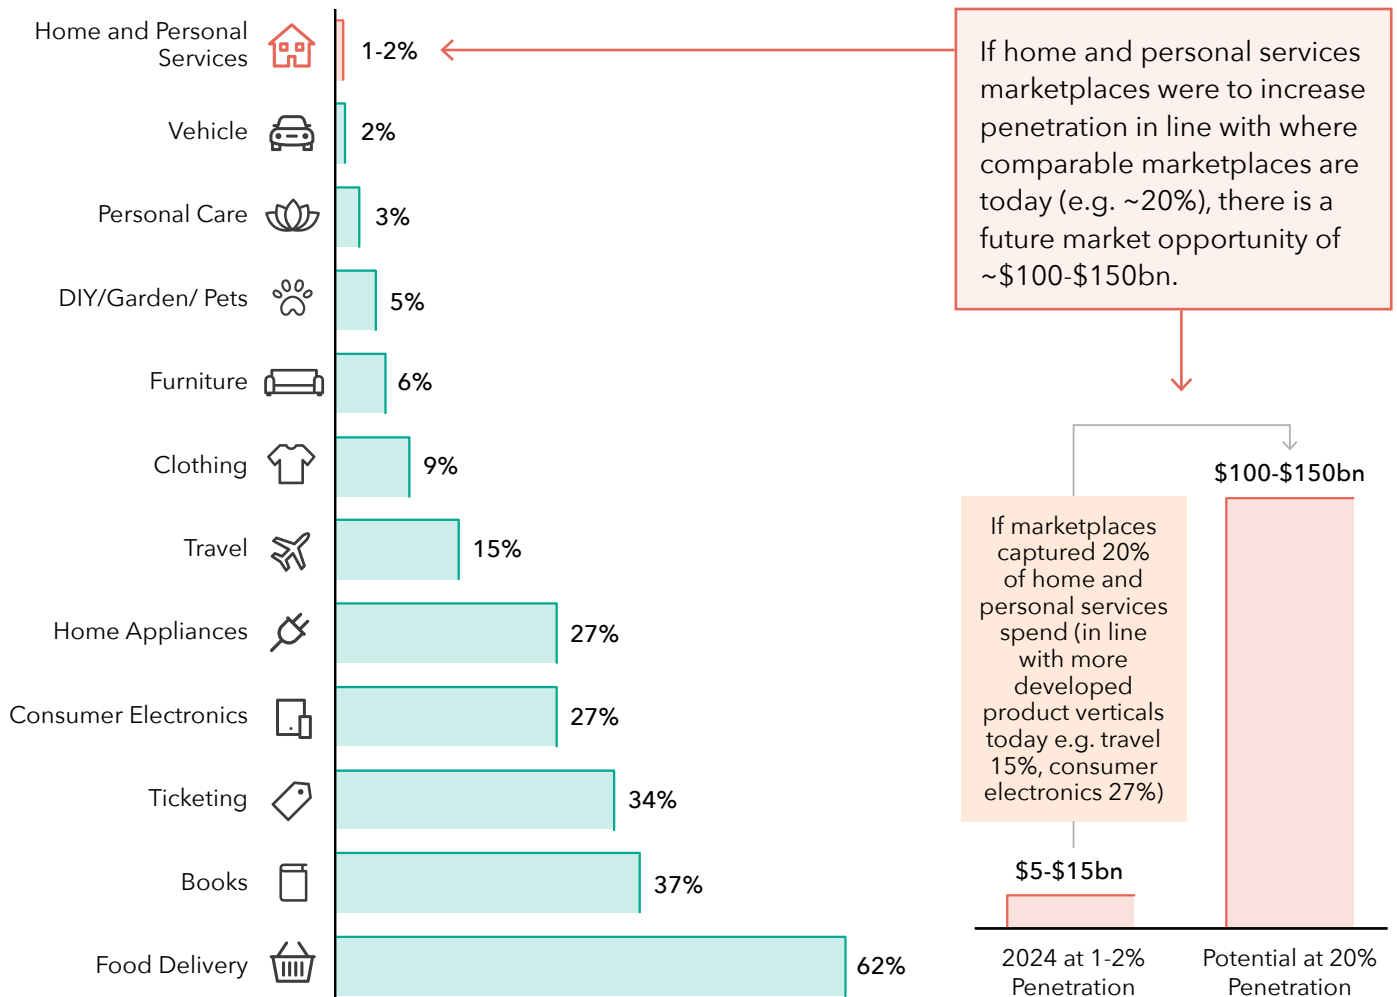 Home and Personal
Services
1-2%
Vehicle
2%
Personal Care
3%
DIY/Garden/ Pets
5%
Furniture
6%
Clothing
9%
Travel
15%
Home Appliances
27%
Consumer Electronics
27%
Ticketing
34%
Books
37%
Food Delivery
62%
If home and personal services
marketplaces were to increase
penetration in line with where
comparable marketplaces are
today (e.g. ~20%), there is a
future market opportunity of
~$100-$150bn.
If marketplaces
captured 20%
of home and
personal services
spend (in line
with more
developed
product verticals
today e.g. travel
15%, consumer
electronics 27%)
$5-$15bn
2024 at 1-2%
Penetration
$100-$150bn
Potential at 20%
Penetration